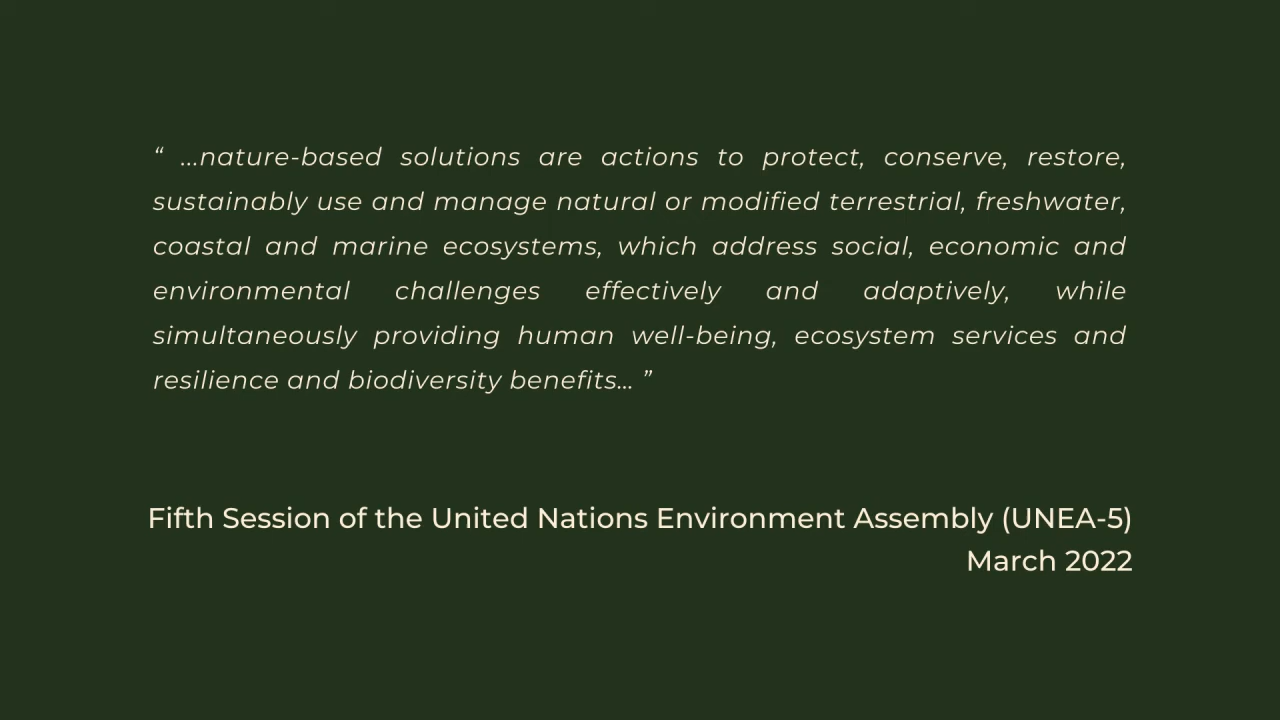 “ ...nature-based solutions are actions to protect, conserve, restore,
sustainably use and manage natural or modified terrestrial, freshwater,
coastal and marine ecosystems, which address social, economic and
environmental challenges effectively and adaptively, while
simultaneously providing human well-being, ecosystem services and
resilience and biodiversity benefits... ”
Fifth Session of the United Nations Environment Assembly (UNEA-5)
March 2022